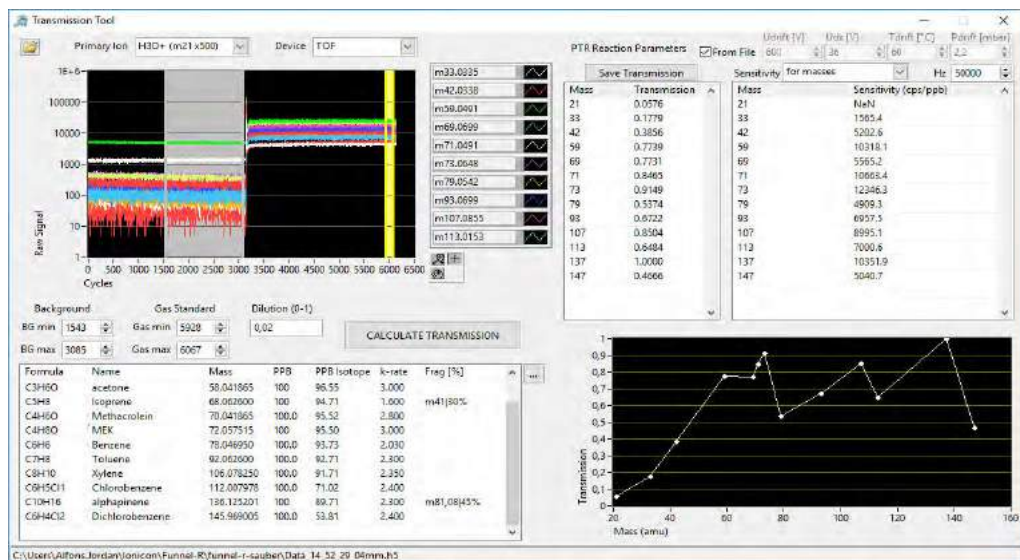 Transmission Tool
Primary Ion H3O+ (m21 x500) Device TOF
PTR Reaction Parameters From File
Udrift [V] Udx [V] Tdrift [°C] Pdrift [mbar]
600 36 60 2,2
Save Transmission Sensitivity for masses Hz 50000
1E+6
100000
10000
1000
100
10
1
Raw Signal
0 500 1000 1500 2000 2500 3000 3500 4000 4500 5000 5500 6000 6500
Cycles
m33.0335
m42.0338
m59.0491
m69.0699
m71.0491
m73.0648
m79.0542
m93.0699
m107.0855
m113.0153
Mass Transmission
21 0.0576
33 0.1779
42 0.3856
59 0.7739
69 0.7731
71 0.8465
73 0.9149
79 0.5374
93 0.6722
107 0.8504
113 0.6484
137 1.0000
147 0.4666
Mass Sensitivity (cps/ppb)
21 NaN
33 1565.4
42 5202.6
59 10318.1
69 5565.2
71 10663.4
73 12346.3
79 4909.3
93 6957.5
107 8995.1
113 7000.6
137 10351.9
147 5040.7
Background Gas Standard Dilution (0-1)
BG min 1543 Gas min 5928 0,02
BG max 3085 Gas max 6067
CALCULATE TRANSMISSION
Formula Name Mass PPB PPB Isotope k-rate Frag [%]
C3H6O acetone 58.041865 100 96.55 3.000
C5H8 Isoprene 68.062600 100 94.71 1.600 m41|30%
C4H6O Methacrolein 70.041865 100.0 95.52 2.800
C4H8O MEK 72.057515 100.0 95.50 3.000
C6H6 Benzene 78.046950 100.0 93.73 2.030
C7H8 Toluene 92.062600 100.0 92.71 2.300
C8H10 Xylene 106.078250 100.0 91.71 2.350
C6H5Cl1 Chlorobenzene 112.007978 100.0 71.02 2.400
C10H16 alphapinene 136.125201 100 89.71 2.300 m81,08|45%
C6H4Cl2 Dichlorobenzene 145.969005 100.0 53.81 2.400
...
1
0,9
0,8
0,7
0,6
0,5
0,4
0,3
0,2
0,1
0
Transmission
20 40 60 80 100 120 140 160
Mass (amu)
C:\Users\Alfons.Jordan\Ionicon\Funnel-R\funnel-r-sauber\Data_14_52_29_04mm.h5